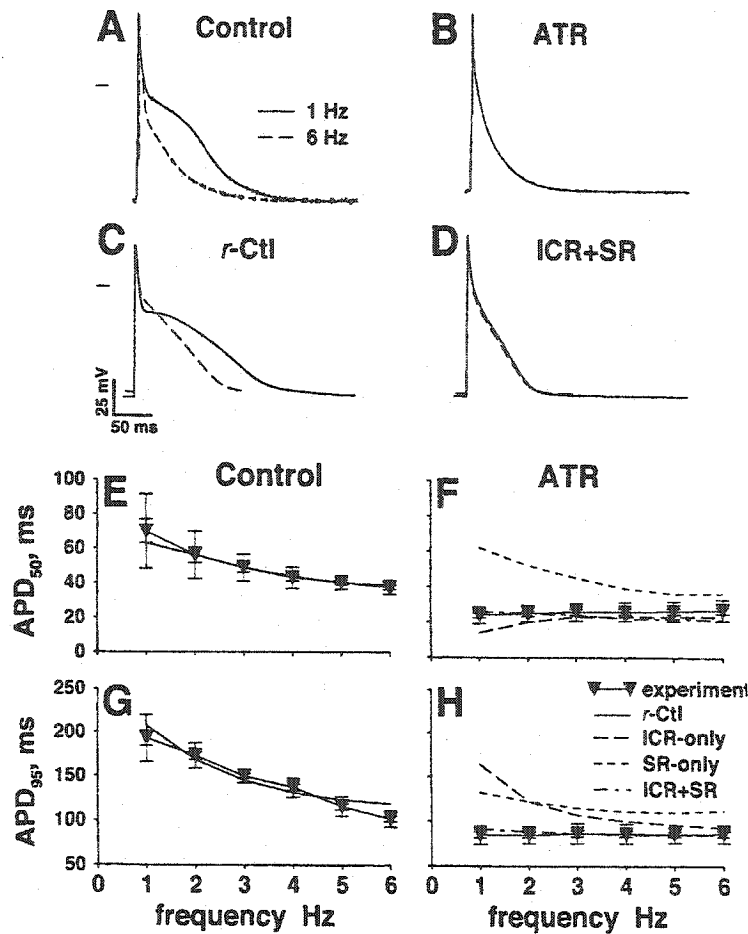 A Control
B ATR
1 Hz
6 Hz
C r-Ctl
D ICR+SR
25 mV
50 ms
E Control
F ATR
APD50, ms
100
80
60
40
20
0
G
H
experiment
r-Ctl
ICR-only
SR-only
ICR+SR
APD95, ms
250
200
150
100
50
0 1 2 3 4 5 6
0 1 2 3 4 5 6
frequency Hz
frequency Hz